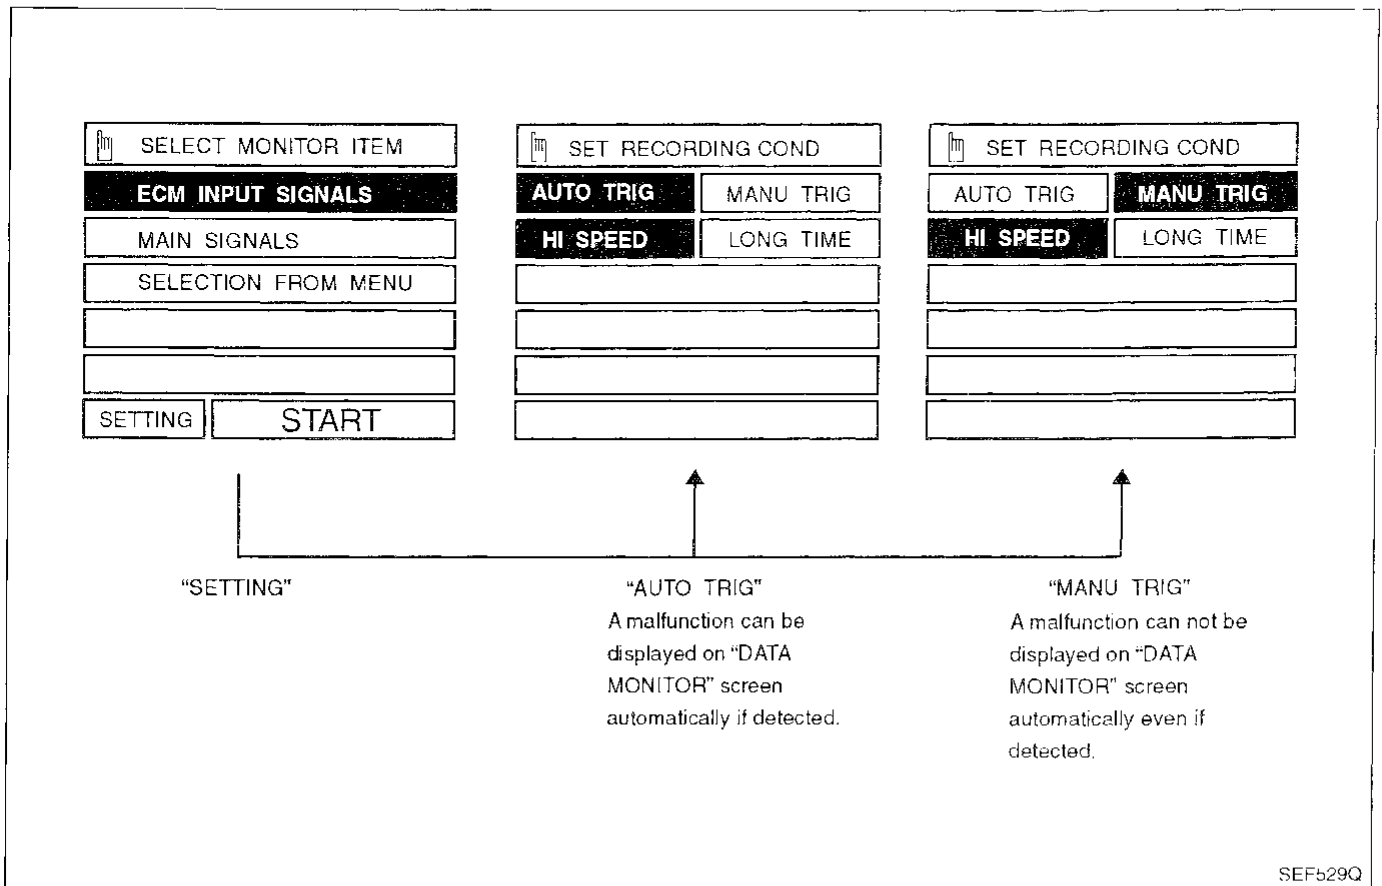 SELECT MONITOR ITEM
ECM INPUT SIGNALS
MAIN SIGNALS
SELECTION FROM MENU
SETTING
START
SET RECORDING COND
AUTO TRIG
MANU TRIG
HI SPEED
LONG TIME
SET RECORDING COND
AUTO TRIG
MANU TRIG
HI SPEED
LONG TIME
"SETTING"
"AUTO TRIG"
A malfunction can be
displayed on "DATA
MONITOR" screen
automatically if detected.
"MANU TRIG"
A malfunction can not be
displayed on "DATA
MONITOR" screen
automatically even if
detected.
SEF529Q